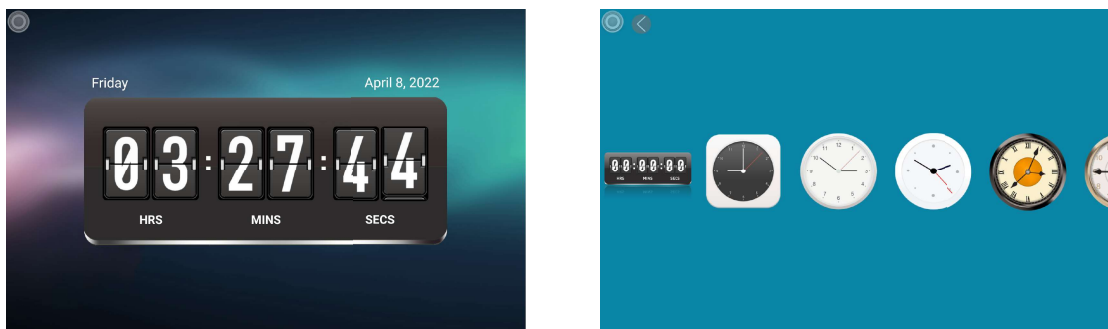 Friday
April 8, 2022
03:27:44
HRS
MINS
SECS
00:00:00
HRS
MINS
SECS